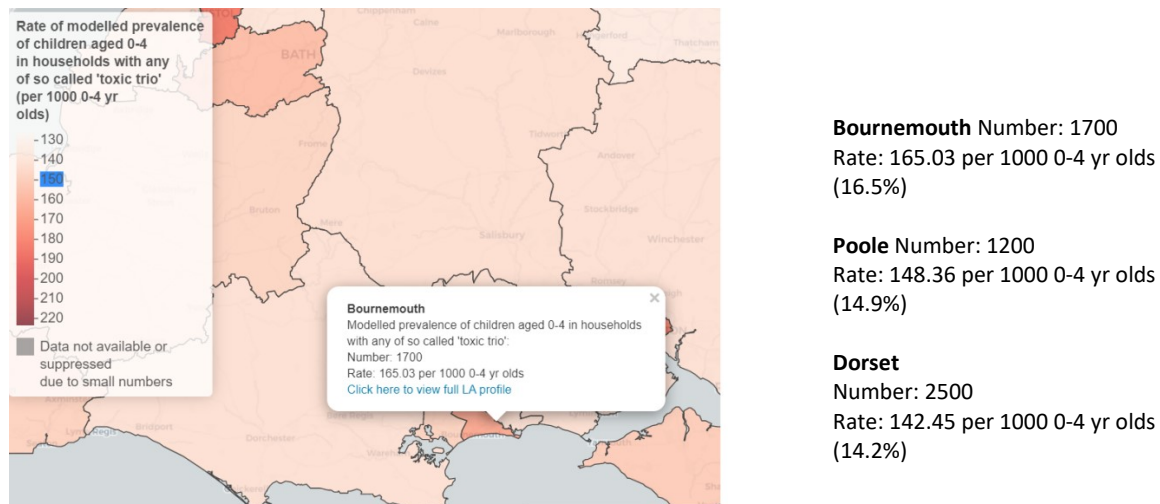 Rate of modelled prevalence
of children aged 0-4
in households with any
of so called 'toxic trio'
(per 1000 0-4 yr
olds)
-130
-140
-150
-160
-170
-180
-190
-200
-210
-220
Data not available or
suppressed
due to small numbers
Chippenham
Calne
Marlborough
Hungerford
Thatcham
BATH
Devizes
Frome
Tidworth
Andover
Bruton
Mere
Stockbridge
Salisbury
Winchester
Romsey
Bournemouth
Modelled prevalence of children aged 0-4 in households
with any of so called 'toxic trio':
Number: 1700
Rate: 165.03 per 1000 0-4 yr olds
Click here to view full LA profile
Lyme Regis
Bridport
Dorchester
Bournemouth Number: 1700
Rate: 165.03 per 1000 0-4 yr olds
(16.5%)
Poole Number: 1200
Rate: 148.36 per 1000 0-4 yr olds
(14.9%)
Dorset
Number: 2500
Rate: 142.45 per 1000 0-4 yr olds
(14.2%)